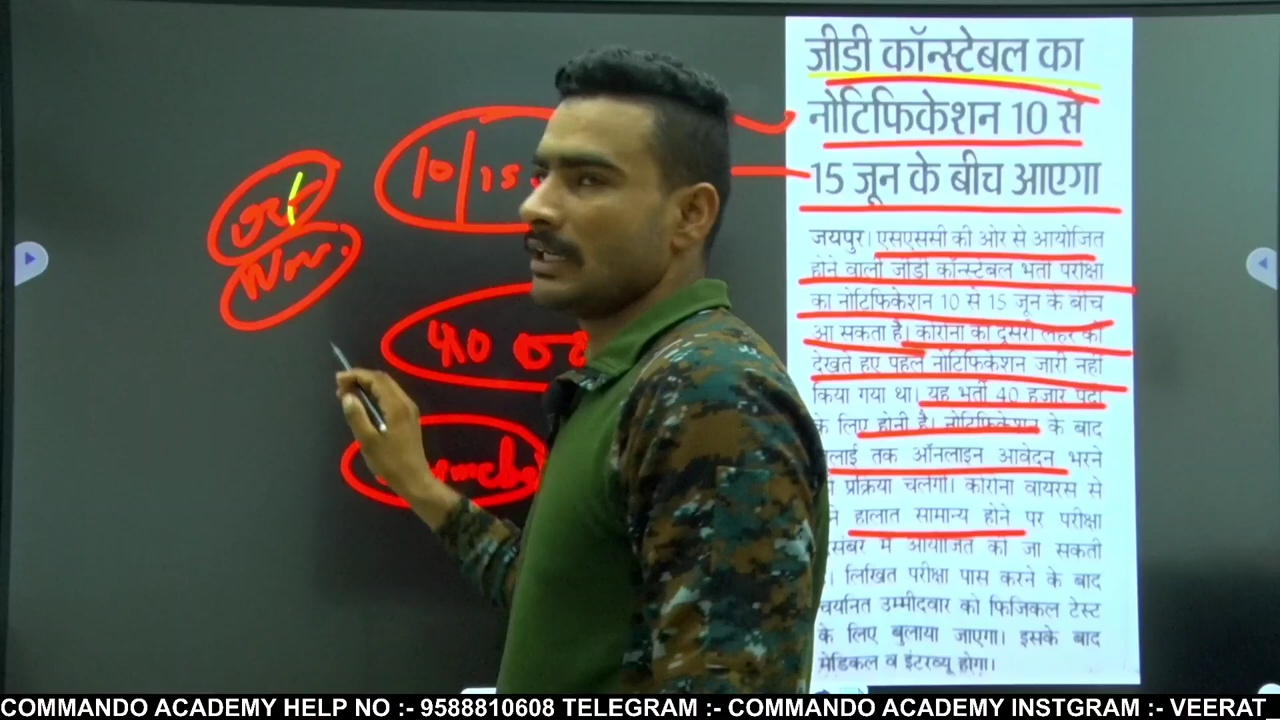 जीडी कॉन्स्टेबल का
नोटिफिकेशन 10 से
15 जून के बीच आएगा
जयपुर। एसएससी की ओर से आयोजित
होने वाली जीडी कॉन्स्टेबल भर्ती परीक्षा
का नोटिफिकेशन 10 से 15 जून के बीच
आ सकता है। कोरोना की दूसरी लहर को
देखते हुए पहले नोटिफिकेशन जारी नहीं
किया गया था। यह भर्ती 40 हजार पदों
के लिए होनी है। नोटिफिकेशन के बाद
लाई तक ऑनलाइन आवेदन भरने
प्रक्रिया चलेगी। कोरोना वायरस से
हालात सामान्य होने पर परीक्षा
संबर में आयोजित की जा सकती
। लिखित परीक्षा पास करने के बाद
चयनित उम्मीदवार को फिजिकल टेस्ट
के लिए बुलाया जाएगा। इसके बाद
मेडिकल व इंटरव्यू होगा।
10/15
Nov.
COMMANDO ACADEMY HELP NO :- 9588810608 TELEGRAM :- COMMANDO ACADEMY INSTGRAM :- VEERAT